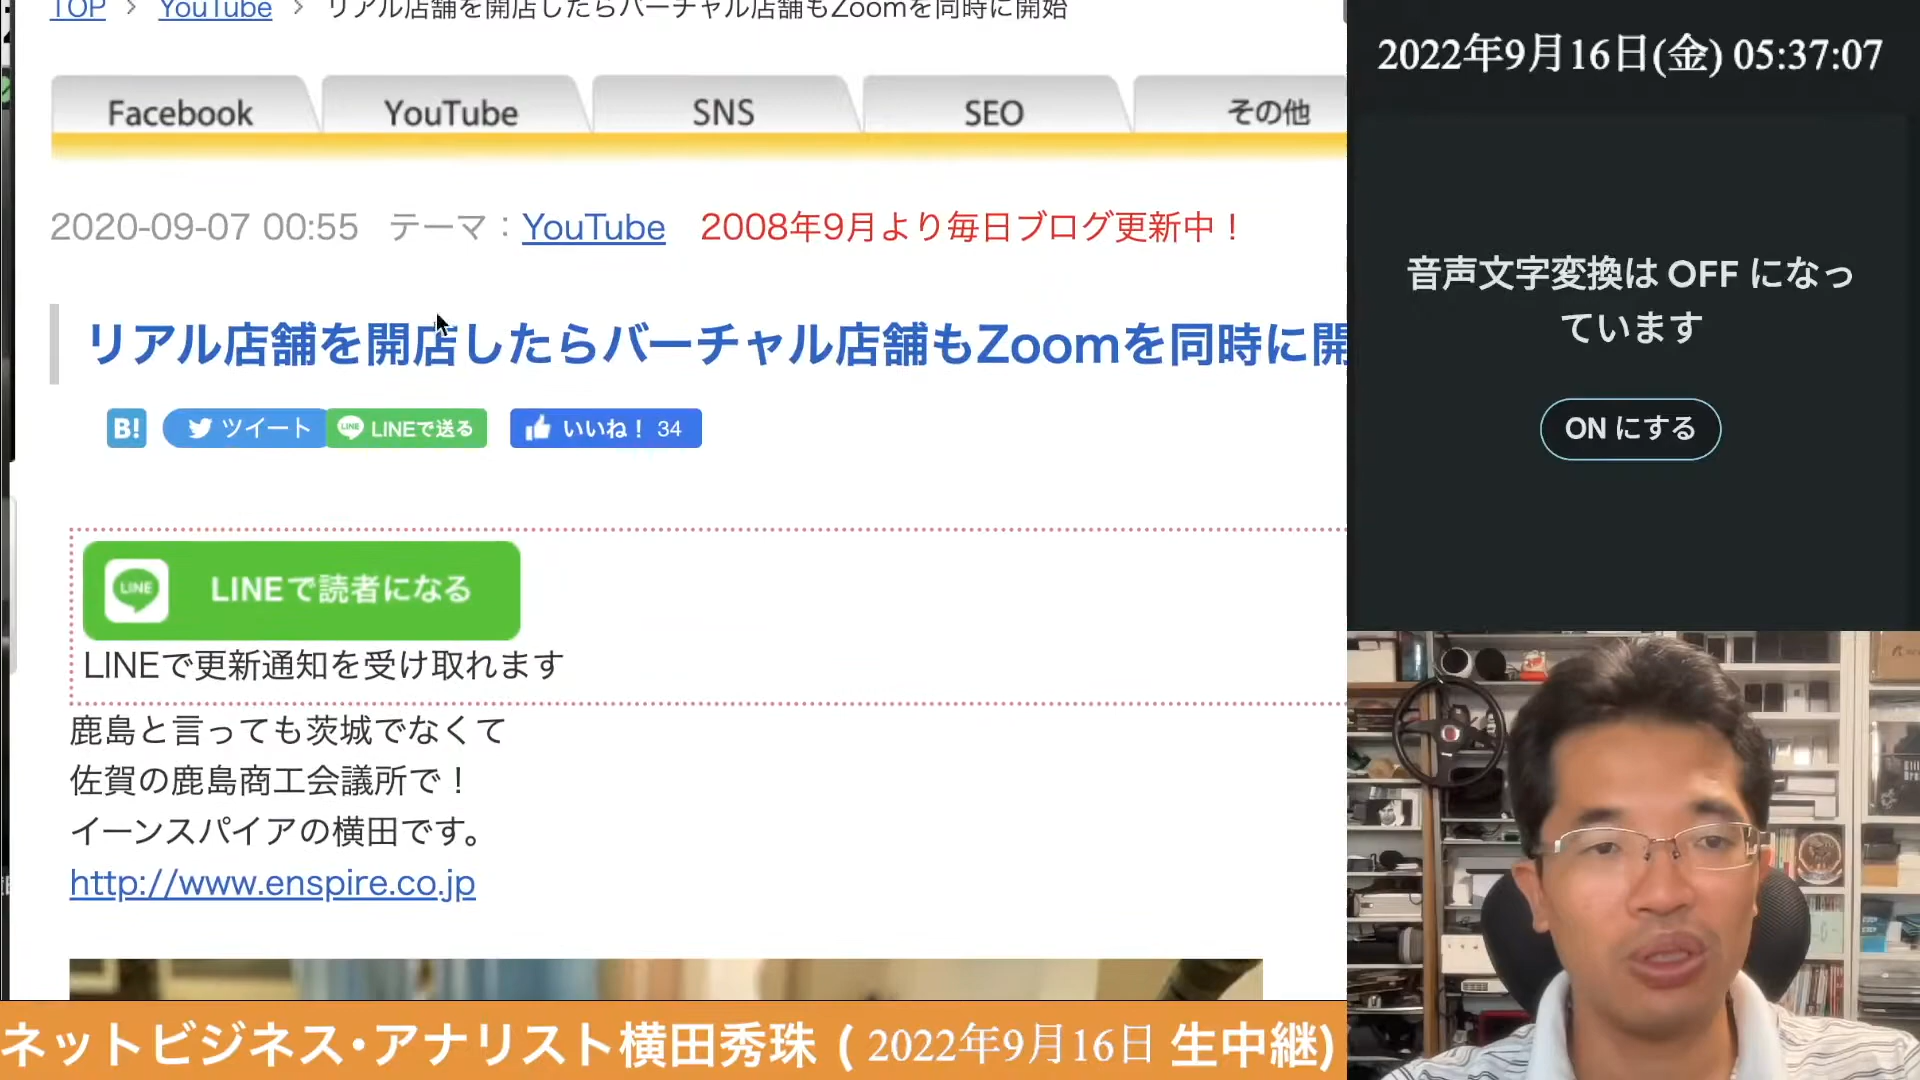 TOP > YouTube > リアル店舗を開店したらバーチャル店舗もZoomを同時に開始
Facebook
YouTube
SNS
SEO
その他
2020-09-07 00:55 テーマ：YouTube 2008年9月より毎日ブログ更新中！
リアル店舗を開店したらバーチャル店舗もZoomを同時に開
B! ツイート LINEで送る いいね！ 34
LINE LINEで読者になる
LINEで更新通知を受け取れます
鹿島と言っても茨城でなくて
佐賀の鹿島商工会議所で！
イーンスパイアの横田です。
http://www.enspire.co.jp
2022年9月16日(金) 05:37:07
音声文字変換は OFF になっ
ています
ON にする
ネットビジネス・アナリスト横田秀珠 ( 2022年9月16日 生中継)